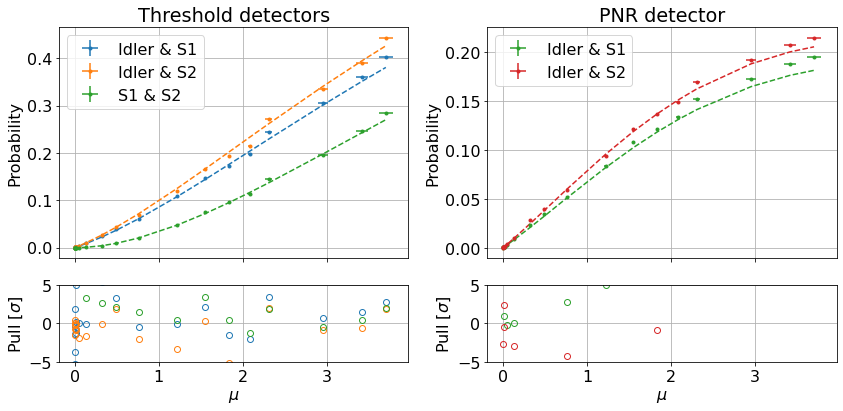 Threshold detectors
Idler & S1
Idler & S2
S1 & S2
Probability
0.4
0.3
0.2
0.1
0.0
Pull [σ]
5
0
−5
0
1
2
3
μ
PNR detector
Idler & S1
Idler & S2
Probability
0.20
0.15
0.10
0.05
0.00
Pull [σ]
5
0
−5
0
1
2
3
μ